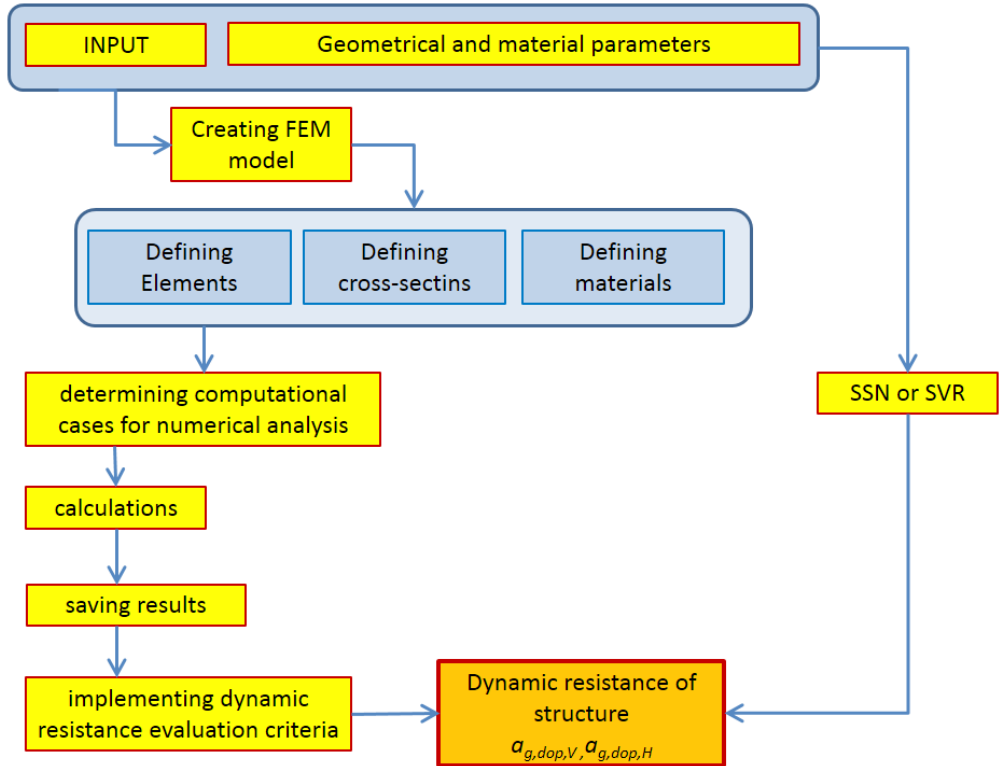 INPUT
Geometrical and material parameters
Creating FEM
model
Defining
Elements
Defining
cross-sectins
Defining
materials
determining computational
cases for numerical analysis
SSN or SVR
calculations
saving results
implementing dynamic
resistance evaluation criteria
Dynamic resistance of
structure
a_{g,dop,V}, a_{g,dop,H}